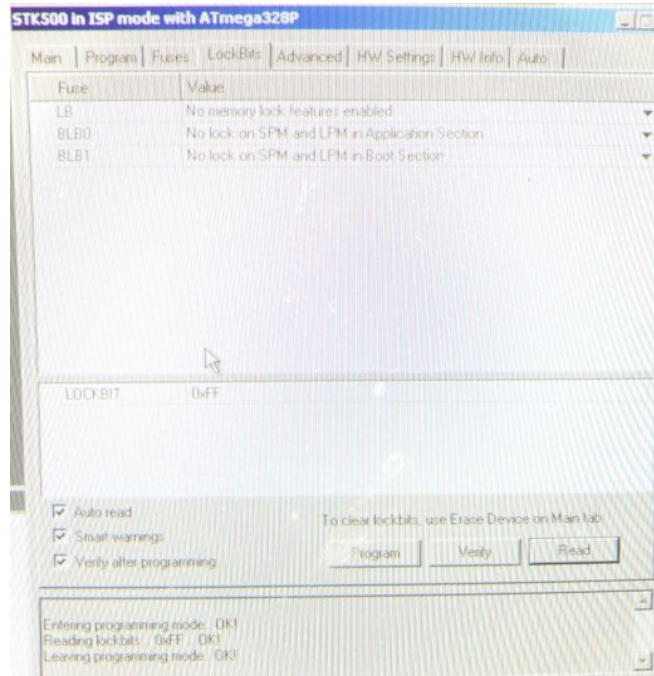 STK500 in ISP mode with ATmega328P
Main Program Fuses LockBits Advanced HW Settings HW Info Auto
Fuse Value
LB No memory lock features enabled
BLB0 No lock on SPM and LPM in Application Section
BLB1 No lock on SPM and LPM in Boot Section
LOCKBIT 0xFF
Auto read
To clear lockbits, use Erase Device on Main tab
Smart warnings
Program Verify Read
Verify after programming
Entering programming mode.. OK!
Reading lockbits .. 0xFF .. OK!
Leaving programming mode.. OK!